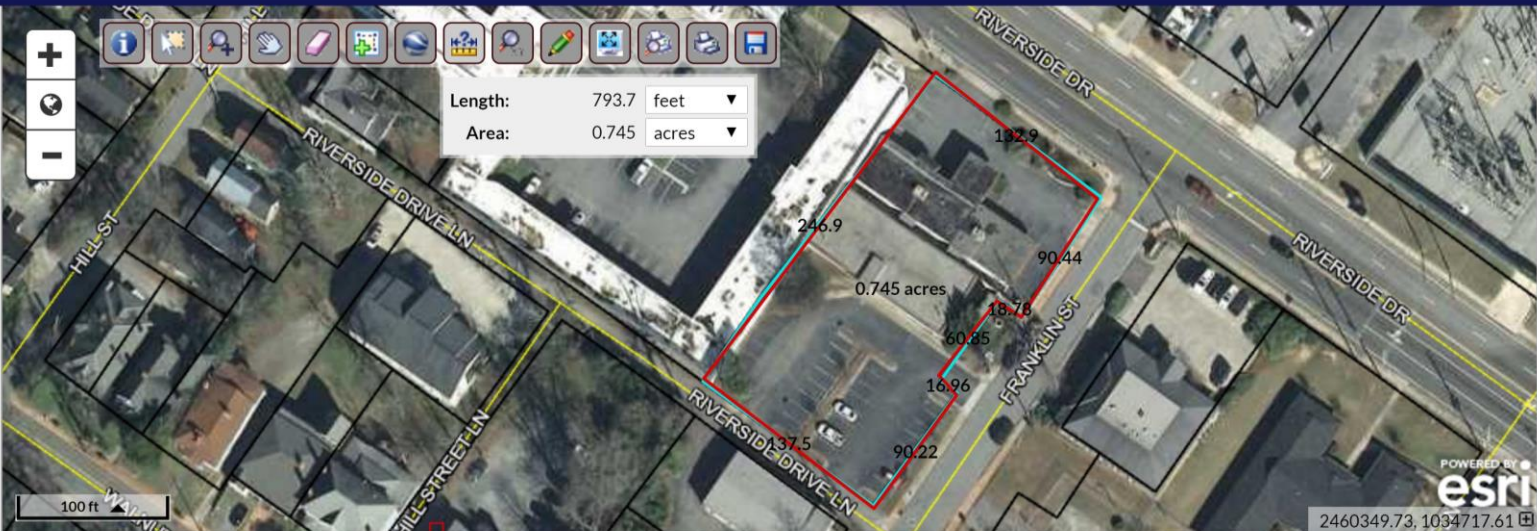 RIVERSIDE DR
+
−
Length: 793.7 feet ▼
Area: 0.745 acres ▼
RIVERSIDE DRIVE LN
132.9
HILL ST
246.9
90.44
RIVERSIDE DR
0.745 acres
18.78
60.85
FRANKLIN ST
16.96
RIVERSIDE DRIVE LN
137.5
90.22
HILL STREET LN
100 ft
POWERED BY
esri
2460349.73, 1034717.61